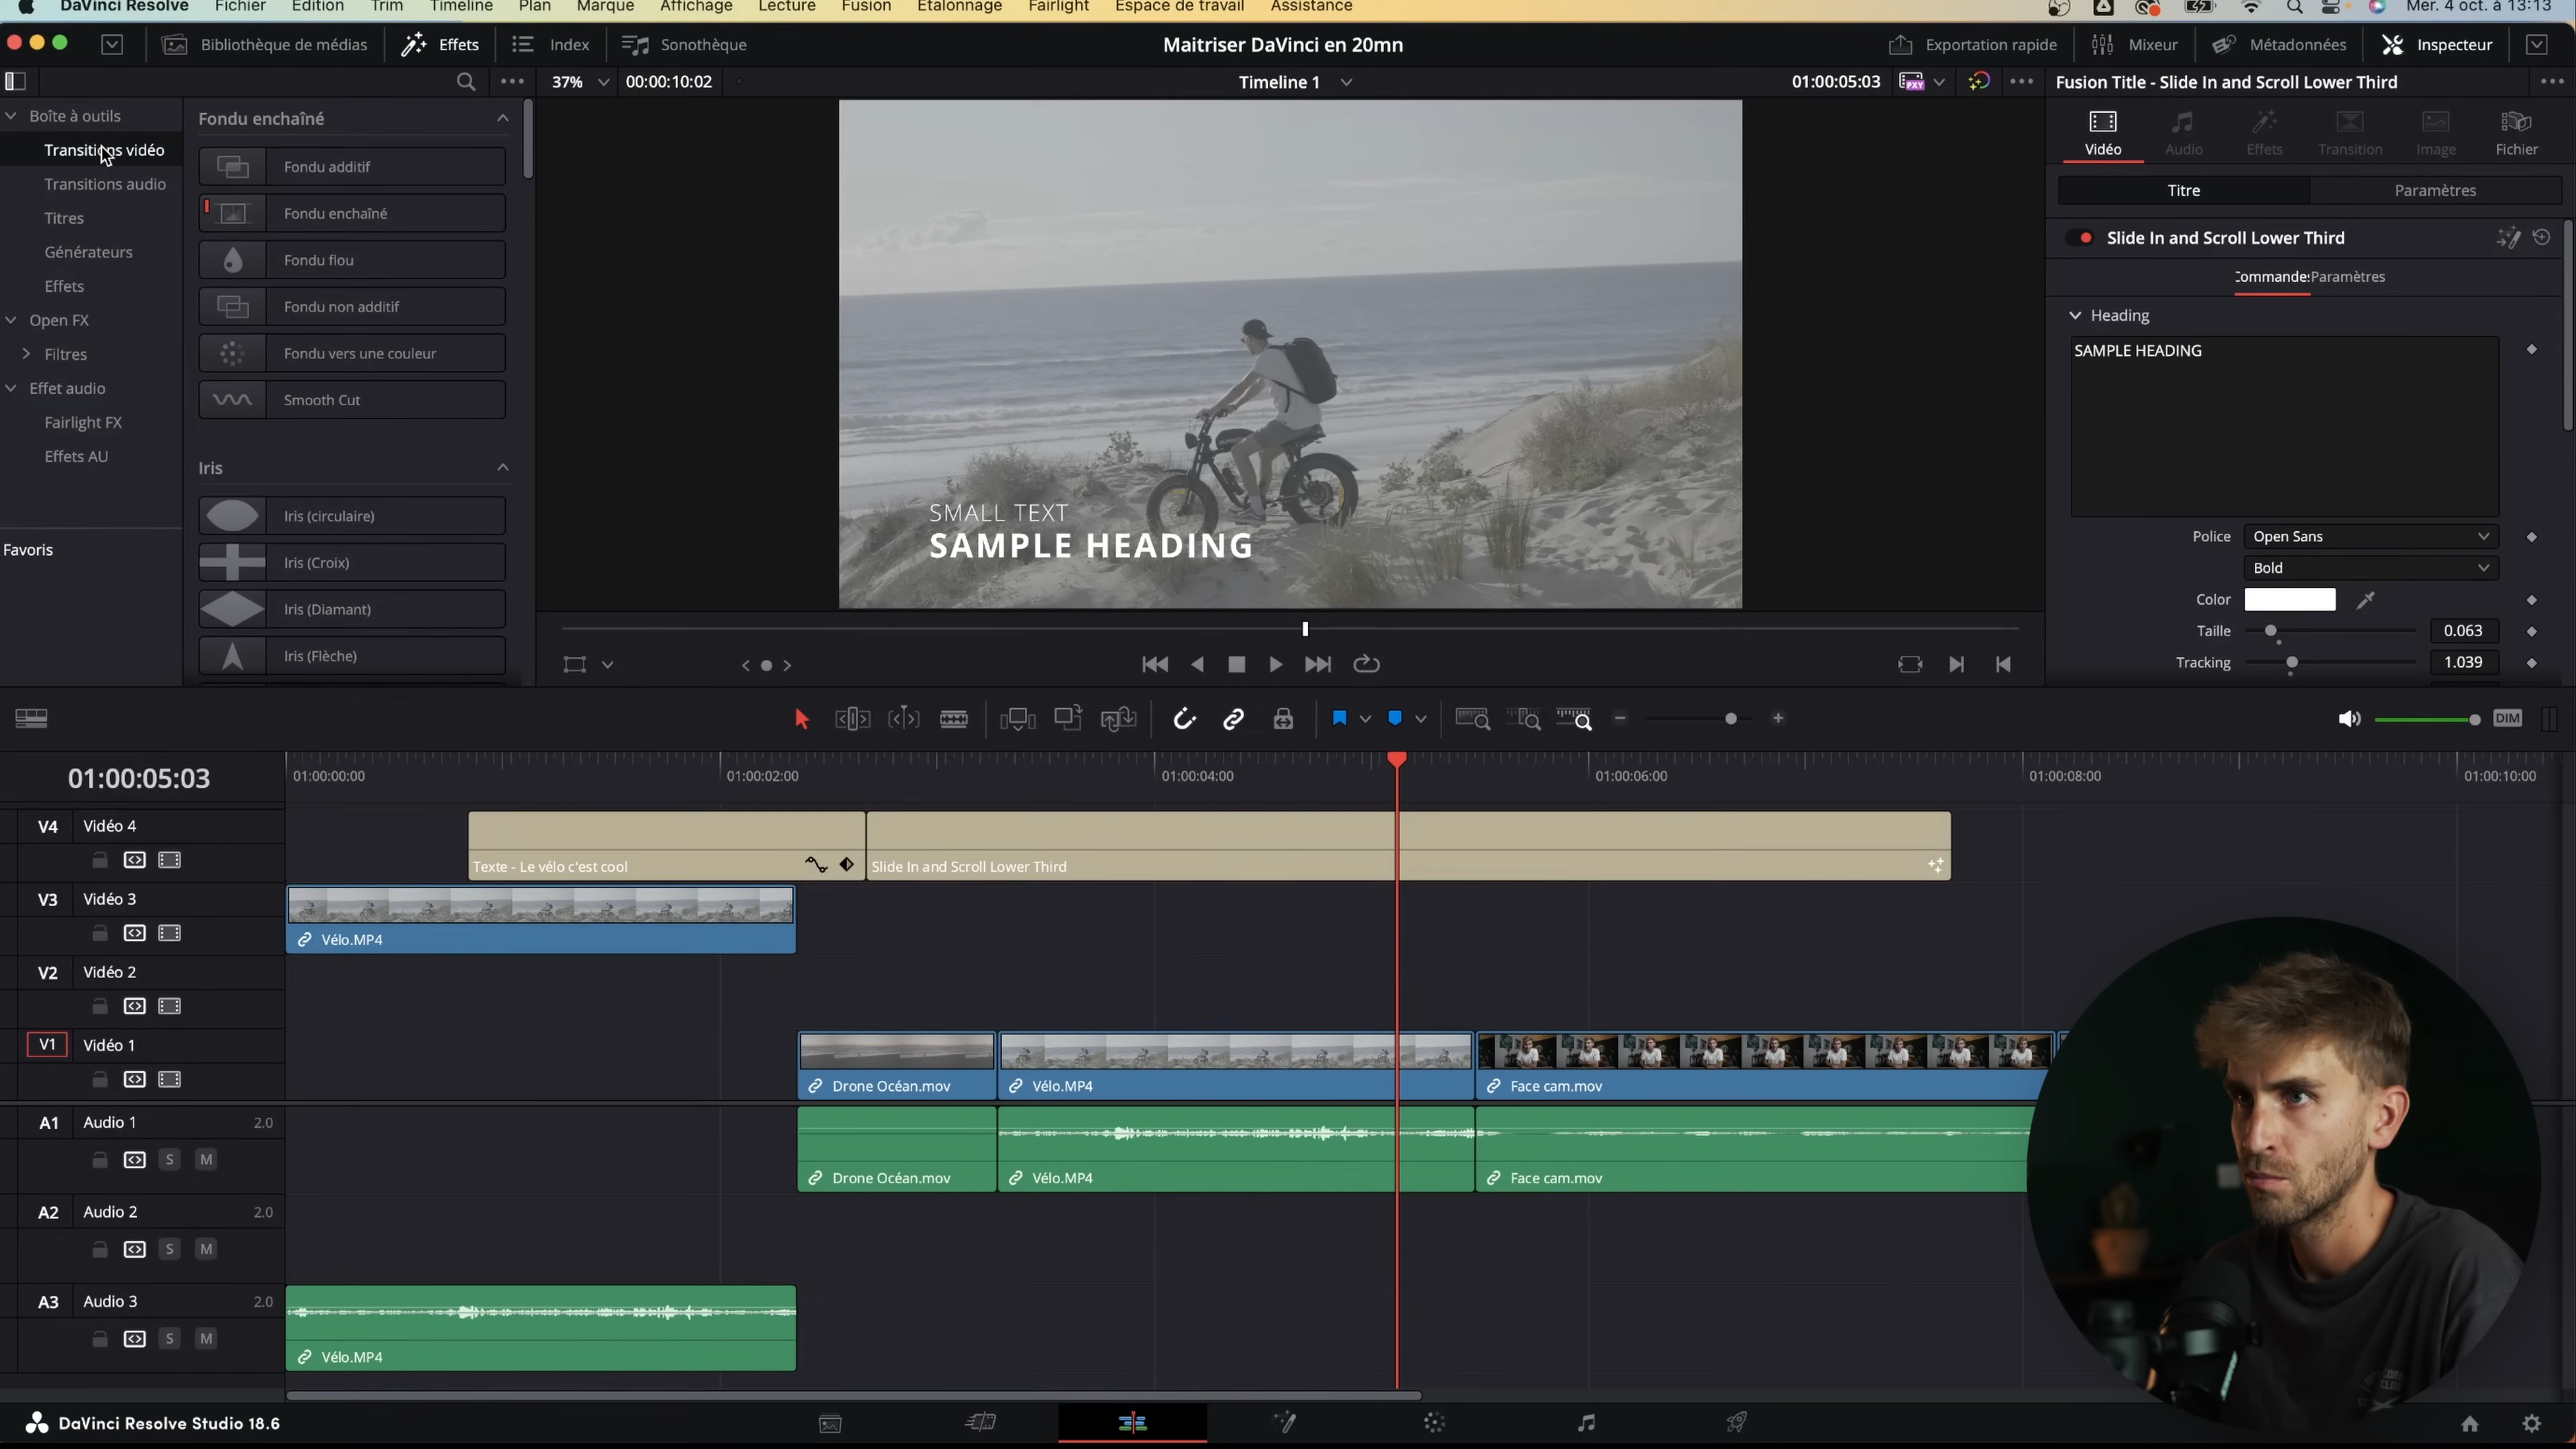 DaVinci Resolve Fichier Edition Trim Timeline Plan Marque Affichage Lecture Fusion Etalonnage Fairlight Espace de travail Assistance Mer. 4 oct. à 13:13
Bibliothèque de médias Effets Index Sonothèque Maitriser DaVinci en 20mn Exportation rapide Mixeur Métadonnées Inspecteur
37% 00:00:10:02 Timeline 1 01:00:05:03 PXY Fusion Title - Slide In and Scroll Lower Third
Boîte à outils
Transitions vidéo
Transitions audio
Titres
Générateurs
Effets
Open FX
Filtres
Effet audio
Fairlight FX
Effets AU
Favoris
Fondu enchaîné
Fondu additif
Fondu enchaîné
Fondu flou
Fondu non additif
Fondu vers une couleur
Smooth Cut
Iris
Iris (circulaire)
Iris (Croix)
Iris (Diamant)
Iris (Flèche)
SMALL TEXT
SAMPLE HEADING
Vidéo Audio Effets Transition Image Fichier
Titre Paramètres
Slide In and Scroll Lower Third
Commande Paramètres
Heading
SAMPLE HEADING
Police Open Sans
Bold
Color
Taille 0.063
Tracking 1.039
DIM
01:00:05:03 01:00:00:00 01:00:02:00 01:00:04:00 01:00:06:00 01:00:08:00 01:00:10:00
V4 Vidéo 4
Texte - Le vélo c'est cool Slide In and Scroll Lower Third
V3 Vidéo 3
Vélo.MP4
V2 Vidéo 2
V1 Vidéo 1
Drone Océan.mov Vélo.MP4 Face cam.mov
A1 Audio 1 2.0
S M
Drone Océan.mov Vélo.MP4 Face cam.mov
A2 Audio 2 2.0
S M
A3 Audio 3 2.0
S M
Vélo.MP4
DaVinci Resolve Studio 18.6